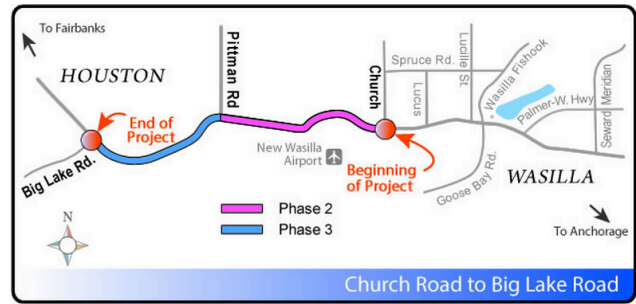 To Fairbanks
HOUSTON
Pittman Rd
Church
Spruce Rd.
Lucille St.
Lucus
Wasilla Fishook
Palmer-W. Hwy
Seward Meridian
End of
Project
New Wasilla
Airport
Beginning
of Project
Goose Bay Rd.
WASILLA
Big Lake Rd.
N
Phase 2
Phase 3
To Anchorage
Church Road to Big Lake Road